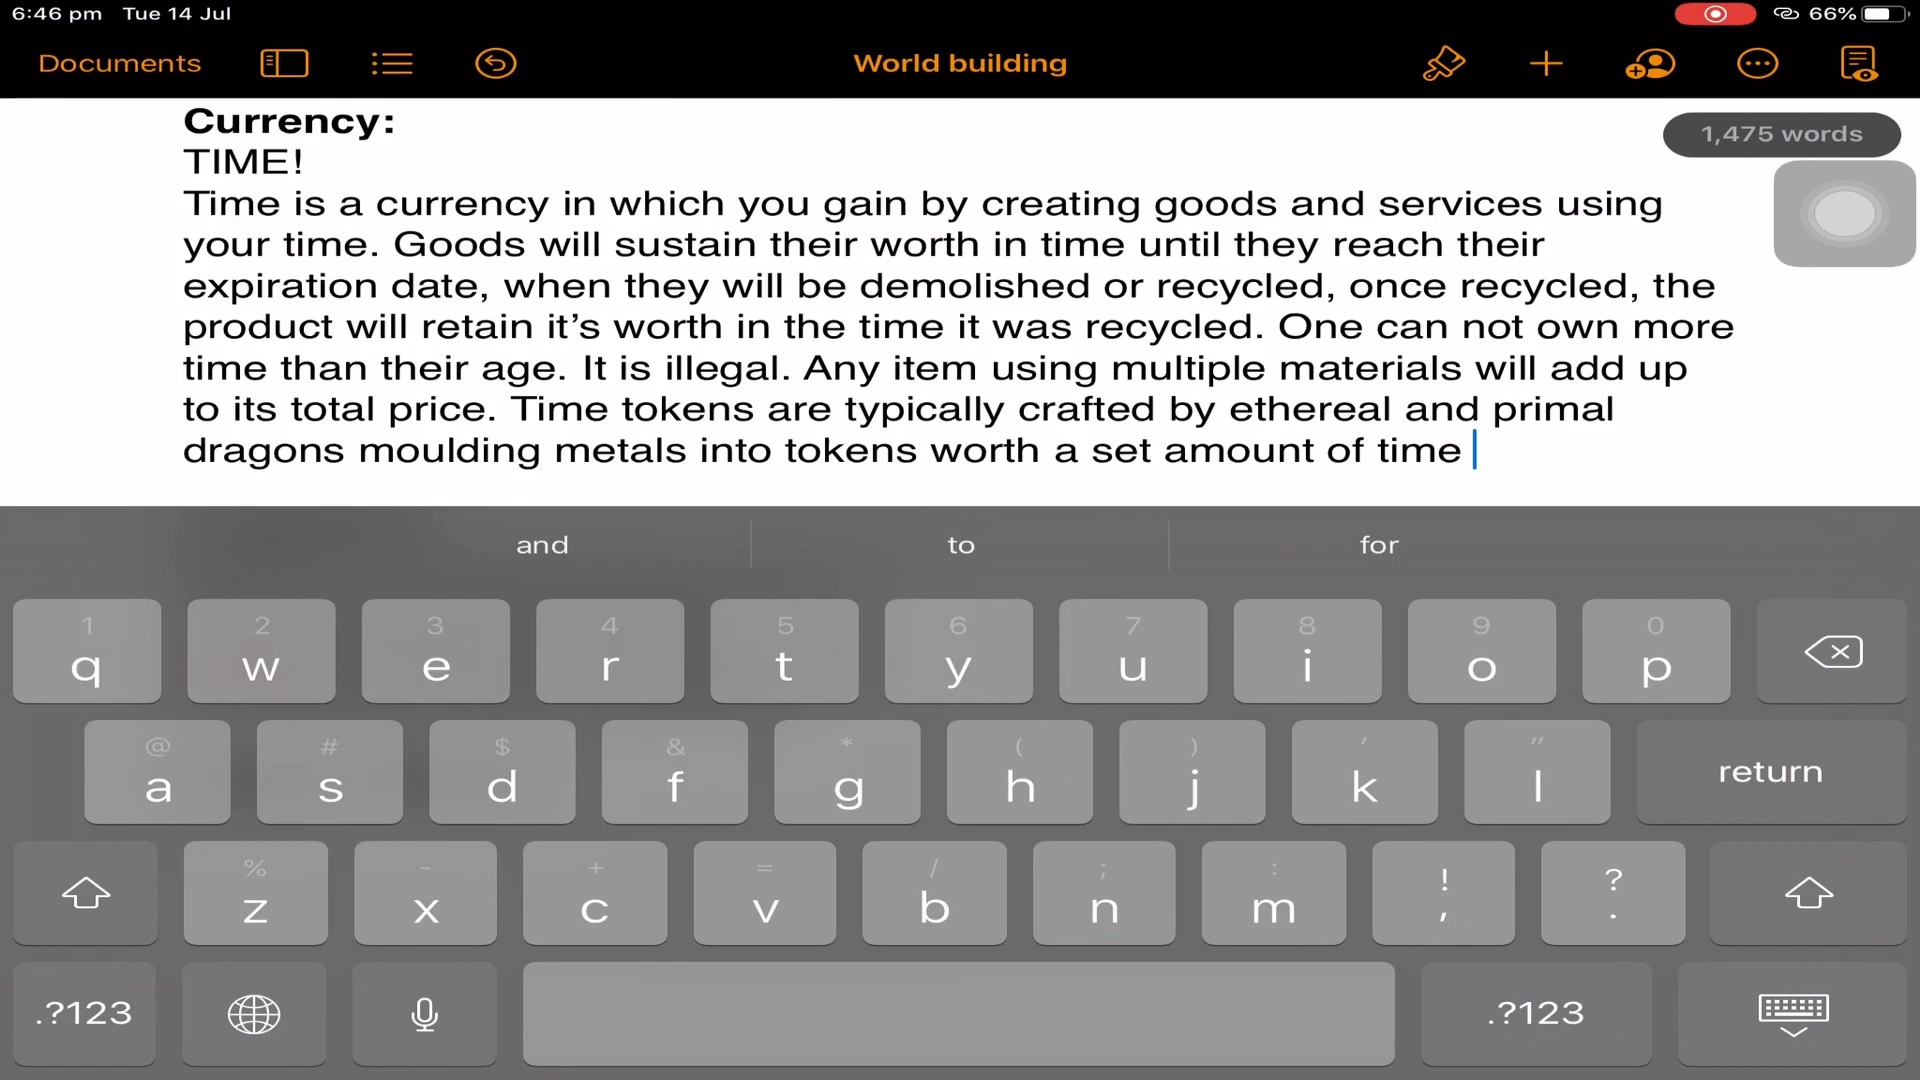 6:46 pm Tue 14 Jul 66%
Documents World building
Currency:
1,475 words
TIME!
Time is a currency in which you gain by creating goods and services using
your time. Goods will sustain their worth in time until they reach their
expiration date, when they will be demolished or recycled, once recycled, the
product will retain it’s worth in the time it was recycled. One can not own more
time than their age. It is illegal. Any item using multiple materials will add up
to its total price. Time tokens are typically crafted by ethereal and primal
dragons moulding metals into tokens worth a set amount of time
and to for
1 2 3 4 5 6 7 8 9 0
q w e r t y u i o p
@ # $ & * ( ) ' "
a s d f g h j k l return
% - + = / ; : ! ?
z x c v b n m , .
.?123 .?123